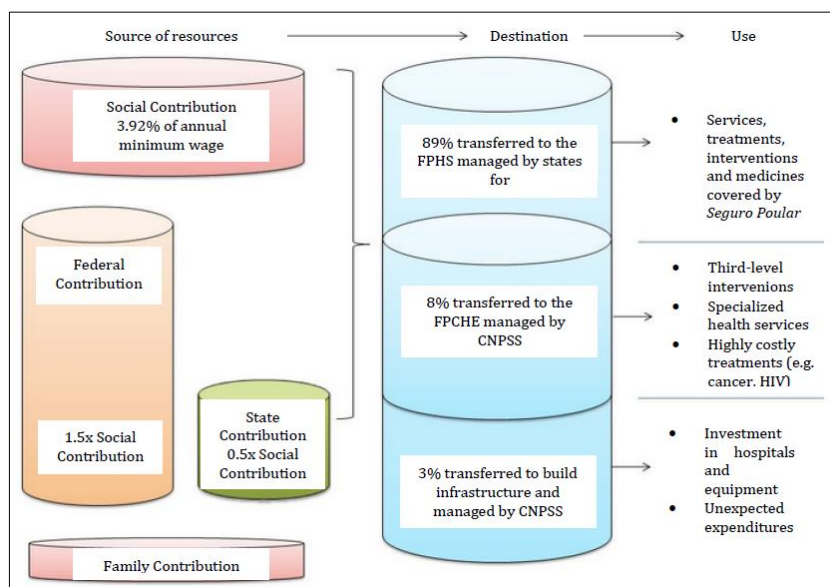 Source of resources
Destination
Use
Social Contribution
3.92% of annual
minimum wage
Federal
Contribution
1.5x Social
Contribution
State
Contribution
0.5x Social
Contribution
Family Contribution
89% transferred to the
FPHS managed by states
for
8% transferred to the
FPCHE managed by
CNPSS
3% transferred to build
infrastructure and
managed by CNPSS
• Services,
treatments,
interventions
and medicines
covered by
Seguro Poular
• Third-level
intervenions
• Specialized
health services
• Highly costly
treatments (e.g.
cancer. HIV)
• Investment
in hospitals
and
equipment
• Unexpected
expenditures